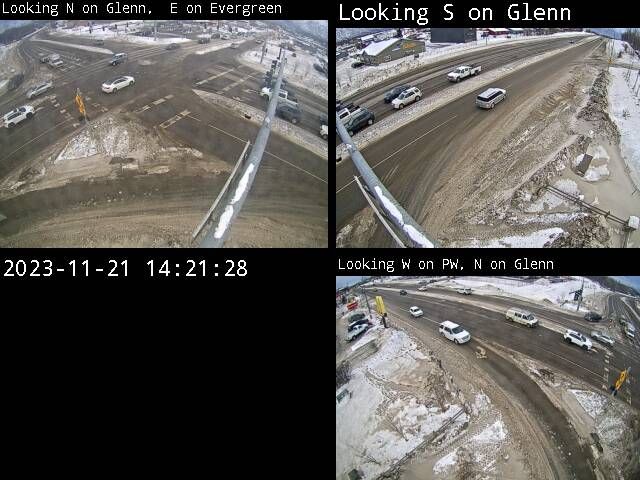 Looking N on Glenn,  E on Evergreen
Looking S on Glenn
2023-11-21 14:21:28
Looking W on PW, N on Glenn